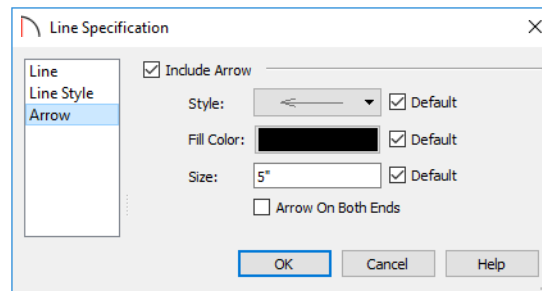 Line Specification
Line
Line Style
Arrow
Include Arrow
Style: Default
Fill Color: Default
Size: 5" Default
Arrow On Both Ends
OK Cancel Help